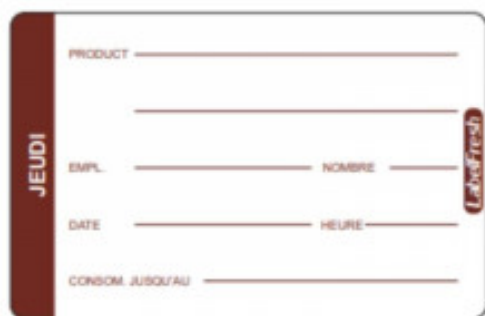 JEUDI
PRODUCT
EMPL. NOMBRE
DATE HEURE
CONSOM. JUSQU'AU
LabelFresh